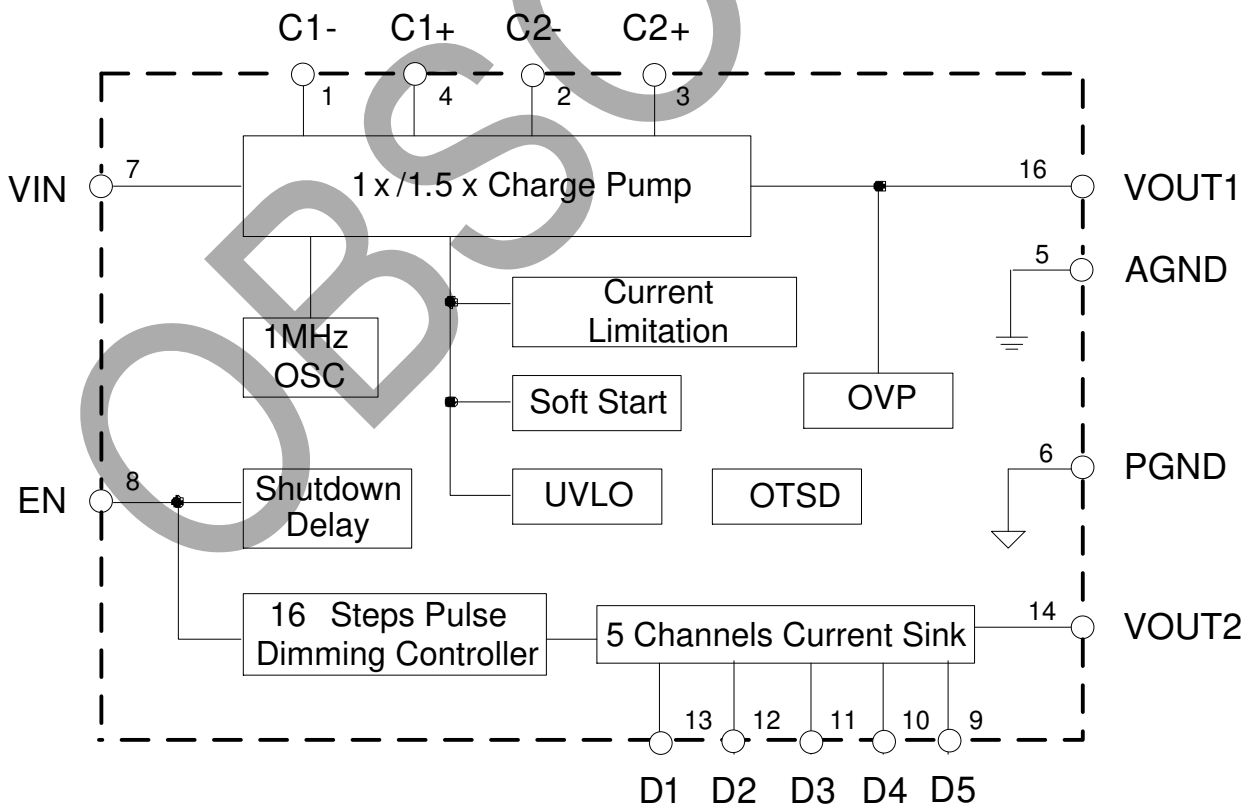 C1- C1+ C2- C2+
1 4 2 3
VIN 7
1x/1.5x Charge Pump
16 VOUT1
5 AGND
Current
Limitation
1MHz
OSC
Soft Start
OVP
6 PGND
EN 8
Shutdown
Delay
UVLO
OTSD
16 Steps Pulse
Dimming Controller
5 Channels Current Sink
14 VOUT2
13 12 11 10 9
D1 D2 D3 D4 D5
OBSO